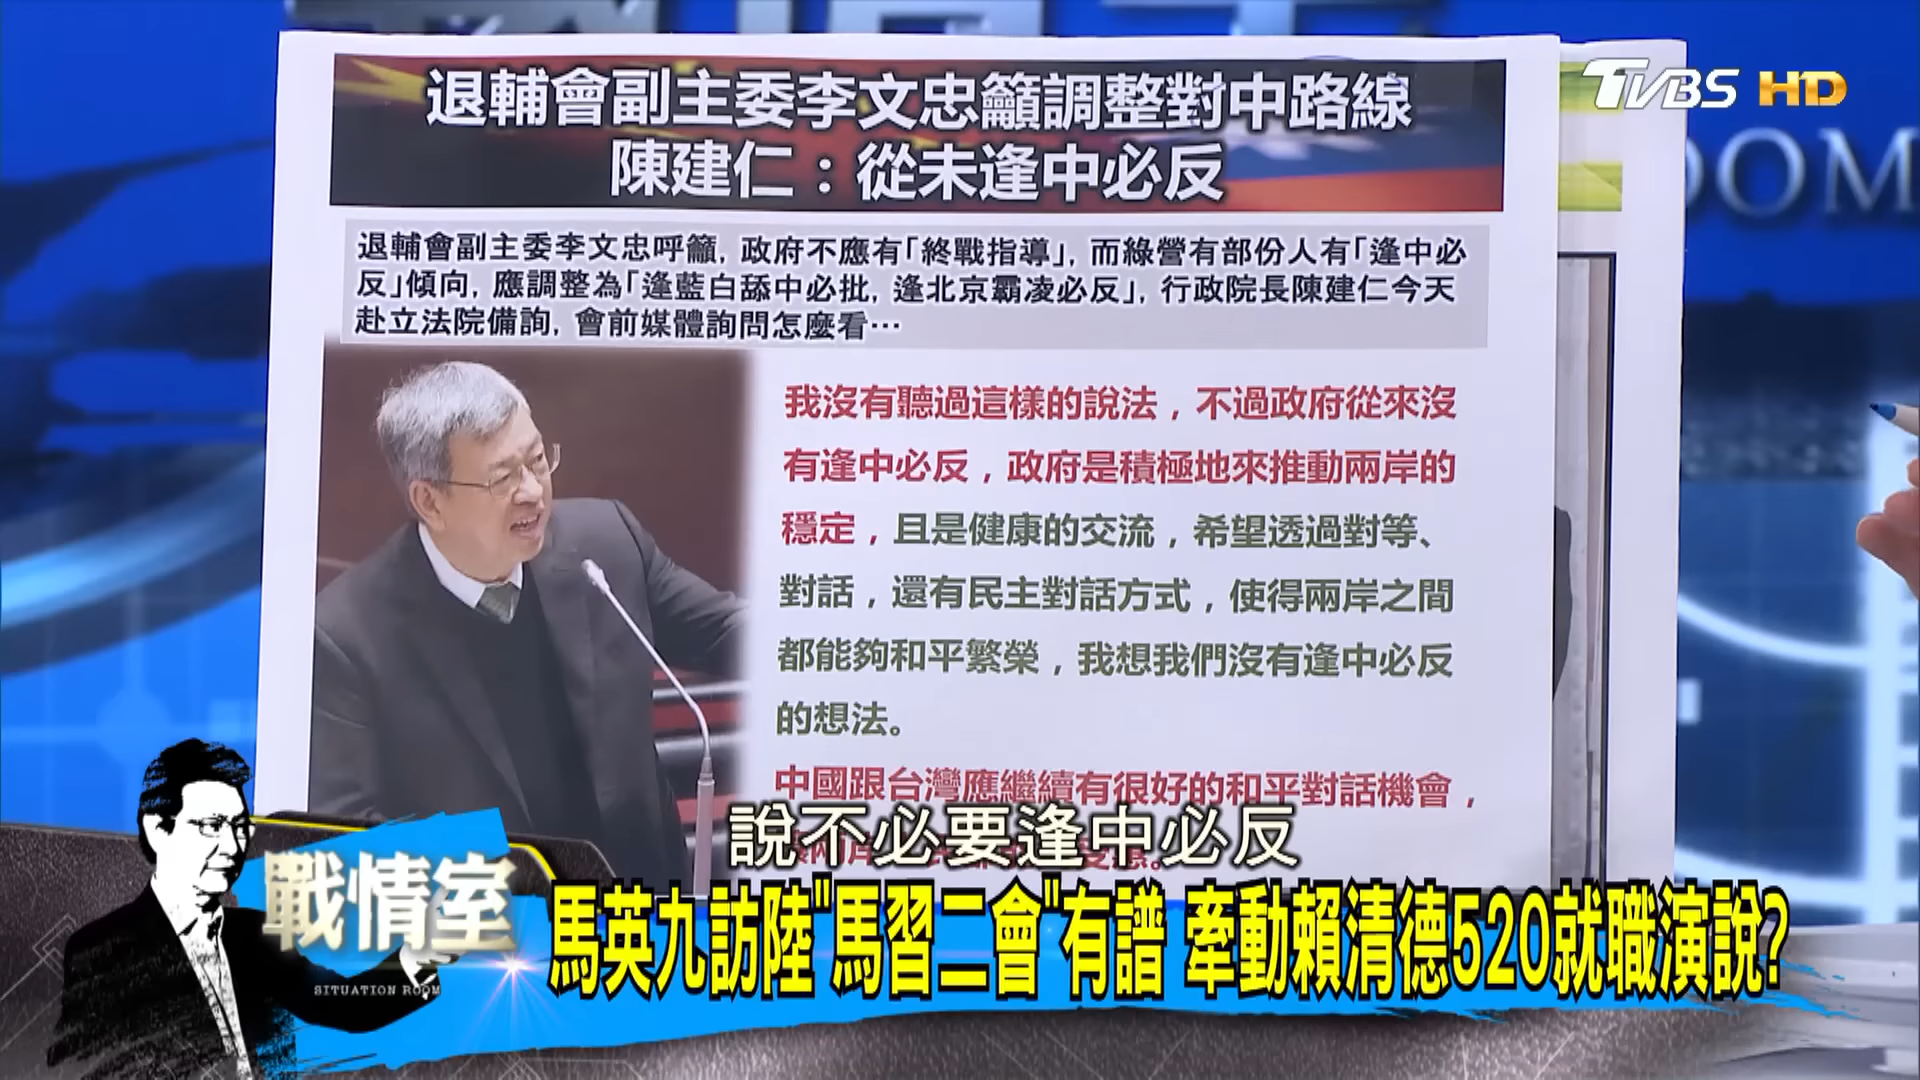 TVBS HD
OOM
退輔會副主委李文忠籲調整對中路線
陳建仁：從未逢中必反
退輔會副主委李文忠呼籲，政府不應有「終戰指導」，而綠營有部份人有「逢中必
反」傾向，應調整為「逢藍白舔中必批，逢北京霸凌必反」，行政院長陳建仁今天
赴立法院備詢，會前媒體詢問怎麼看…
我沒有聽過這樣的說法，不過政府從來沒
有逢中必反，政府是積極地來推動兩岸的
穩定，且是健康的交流，希望透過對等、
對話，還有民主對話方式，使得兩岸之間
都能夠和平繁榮，我想我們沒有逢中必反
的想法。
中國跟台灣應繼續有很好的和平對話機會，
說不必要逢中必反
戰情室
SITUATION ROOM
馬英九訪陸"馬習二會"有譜 牽動賴清德520就職演說?